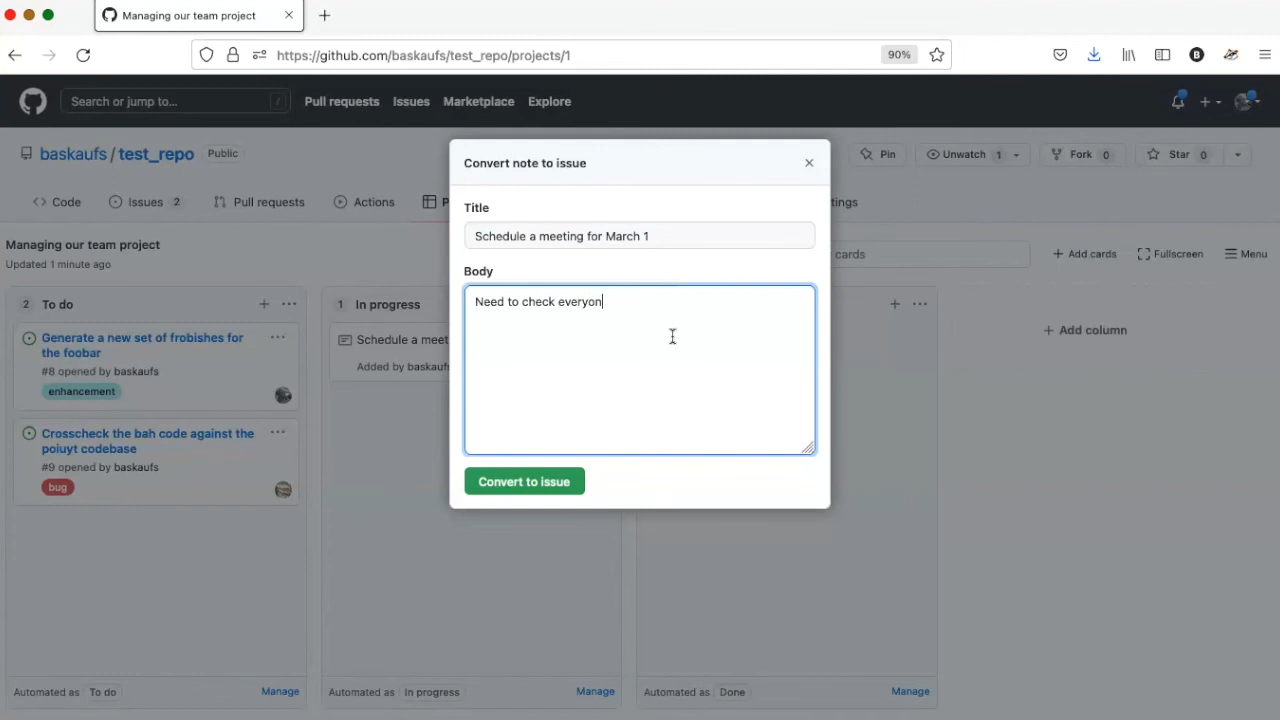 Managing our team project
https://github.com/baskaufs/test_repo/projects/1
90%
B
Search or jump to...
/
Pull requests
Issues
Marketplace
Explore
baskaufs / test_repo
Public
Pin
Unwatch 1
Fork 0
Star 0
Code
Issues 2
Pull requests
Actions
P
tings
Managing our team project
Updated 1 minute ago
cards
Add cards
Fullscreen
Menu
Convert note to issue
Title
Schedule a meeting for March 1
Body
Need to check everyon
Convert to issue
2 To do
Generate a new set of frobishes for
the foobar
#8 opened by baskaufs
enhancement
Crosscheck the bah code against the
poiuyt codebase
#9 opened by baskaufs
bug
Automated as To do
Manage
1 In progress
Schedule a meet
Added by baskaufs
Automated as In progress
Manage
Automated as Done
Manage
Add column